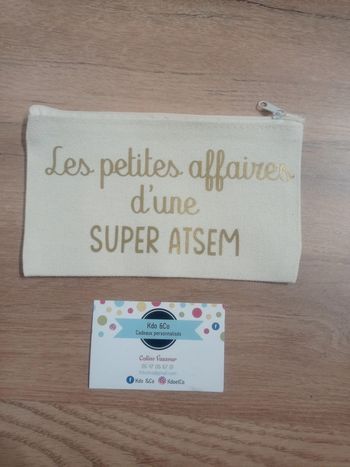 Les petites affaires
d'une
SUPER ATSEM
Kdo &Co
Cadeaux personnalisés
Kdo &Co
KdoetCo